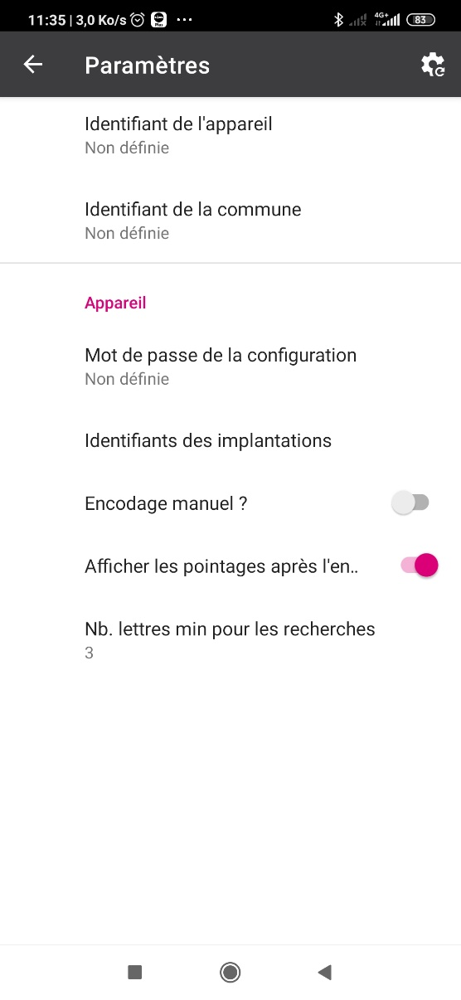 11:35 | 3,0 Ko/s ...
4G+ 83
Paramètres
Identifiant de l'appareil
Non définie
Identifiant de la commune
Non définie
Appareil
Mot de passe de la configuration
Non définie
Identifiants des implantations
Encodage manuel ?
Afficher les pointages après l'en..
Nb. lettres min pour les recherches
3